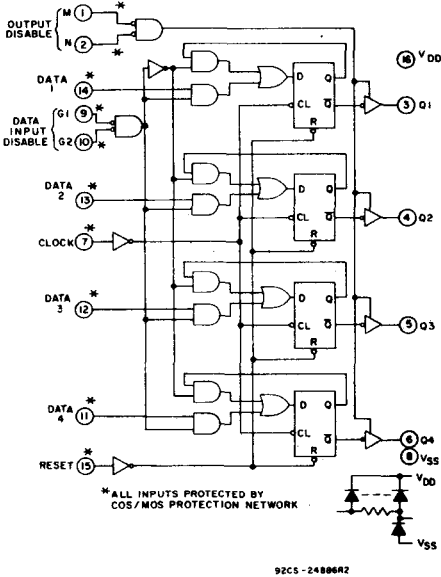 OUTPUT DISABLE { M 1 *
N 2 *
16 VDD
DATA 1 14 *
D Q
CL
R
3 Q1
DATA INPUT DISABLE { G1 9 *
G2 10 *
DATA 2 13 *
D Q
CL Q
R
4 Q2
CLOCK 7 *
DATA 3 12 *
D Q
CL Q
R
5 Q3
DATA 4 11 *
D Q
CL Q
R
6 Q4
8 VSS
RESET 15 *
*ALL INPUTS PROTECTED BY
COS/MOS PROTECTION NETWORK
VDD
VSS
92CS-24886R2